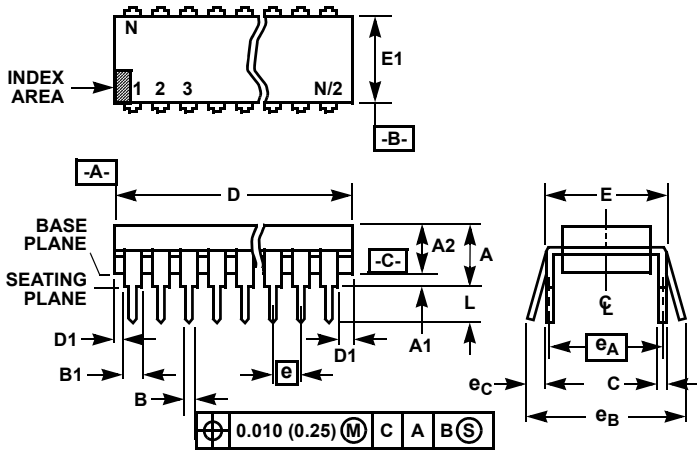 N
E1
INDEX
AREA
1 2 3 N/2
-B-
-A-
D
E
BASE
PLANE
A2
A
-C-
SEATING
PLANE
L
CL
D1
A1
D1
eA
B1
e
eC
C
B
eB
0.010 (0.25) M C A B S